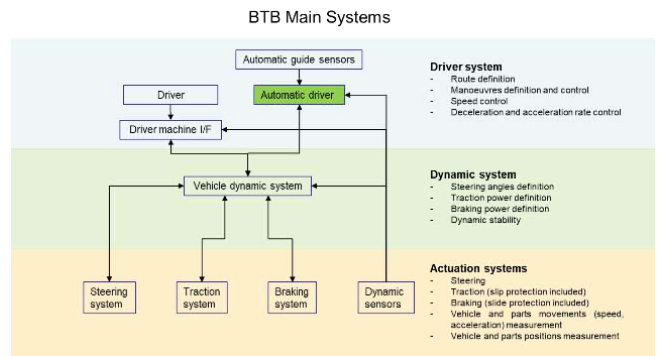 BTB Main Systems
Automatic guide sensors
Driver
Automatic driver
Driver machine I/F
Driver system
- Route definition
- Manoeuvres definition and control
- Speed control
- Deceleration and acceleration rate control
Vehicle dynamic system
Dynamic system
- Steering angles definition
- Traction power definition
- Braking power definition
- Dynamic stability
Steering
system
Traction
system
Braking
system
Dynamic
sensors
Actuation systems
- Steering
- Traction (slip protection included)
- Braking (slide protection included)
- Vehicle and parts movements (speed,
acceleration) measurement
- Vehicle and parts positions measurement